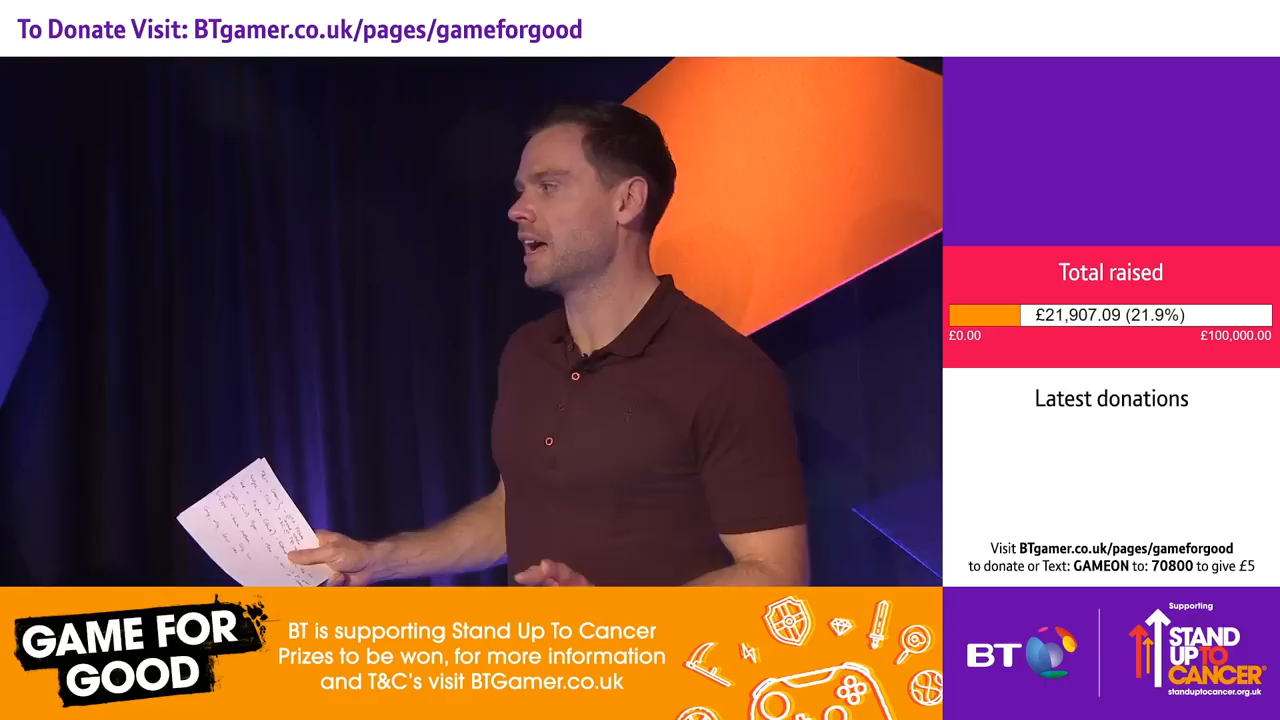 To Donate Visit: BTgamer.co.uk/pages/gameforgood
Total raised
£21,907.09 (21.9%)
£0.00 £100,000.00
Latest donations
Visit BTgamer.co.uk/pages/gameforgood
to donate or Text: GAMEON to: 70800 to give £5
GAME FOR
GOOD
BT is supporting Stand Up To Cancer
Prizes to be won, for more information
and T&C's visit BTGamer.co.uk
BT
Supporting
STAND
UP TO
CANCER
standuptocancer.org.uk